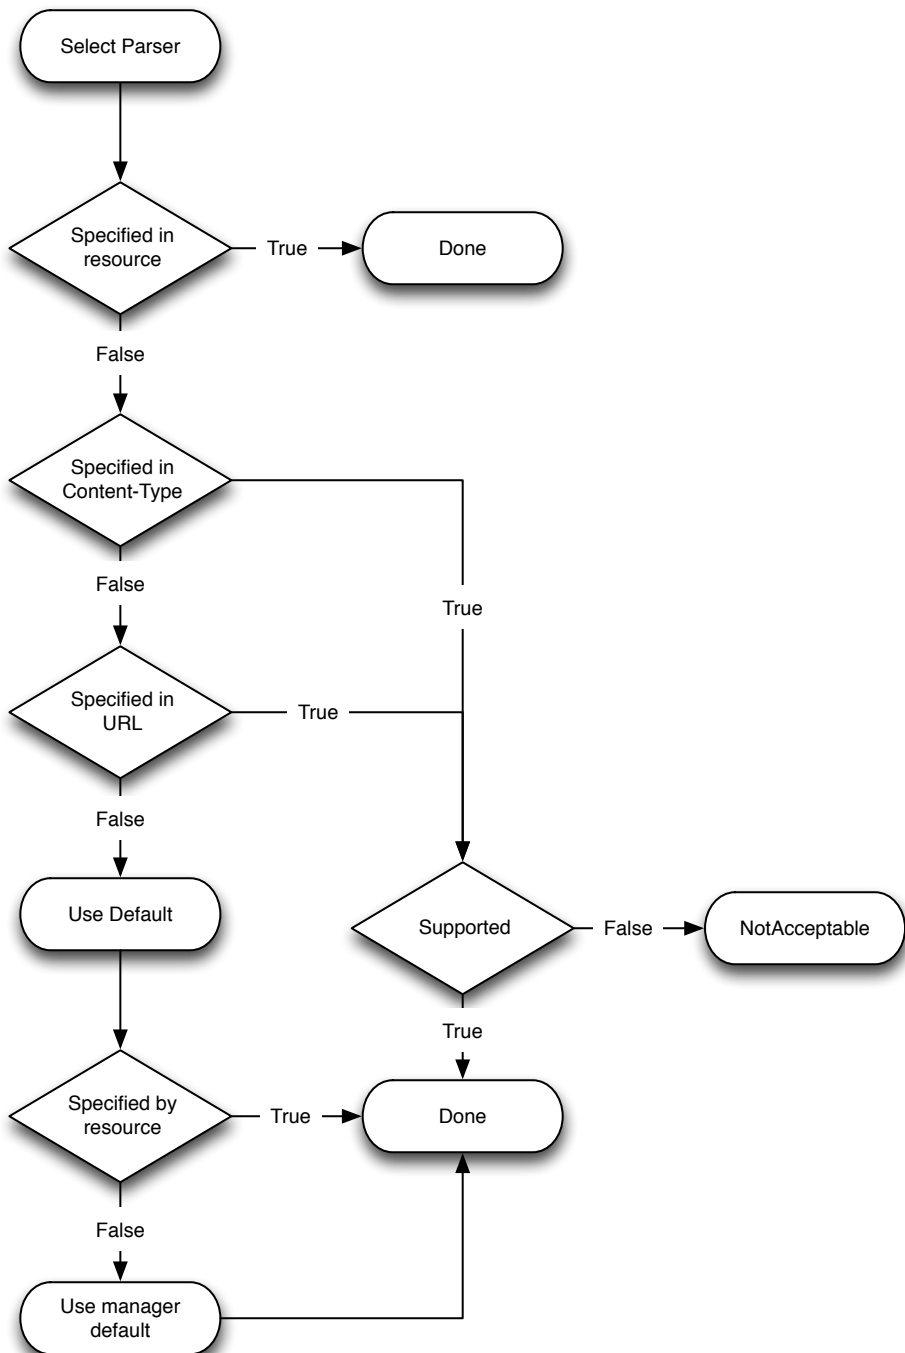 Select Parser
Specified in
resource
True
Done
False
Specified in
Content-Type
False
True
Specified in
URL
True
False
Use Default
Supported
False
NotAcceptable
True
Specified by
resource
True
Done
False
Use manager
default